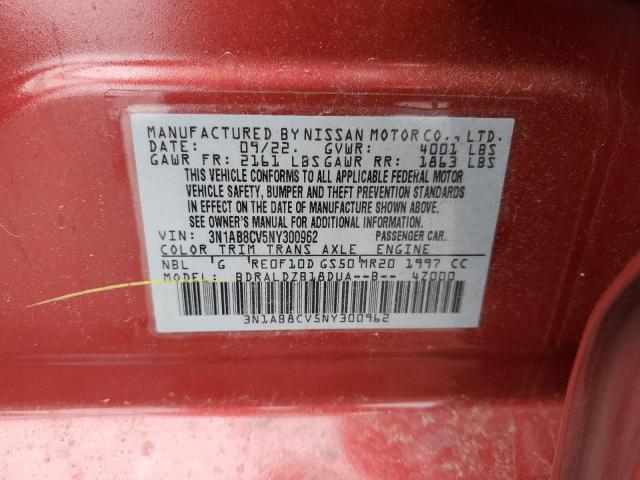 MANUFACTURED BY NISSAN MOTOR CO., LTD.
DATE: 09/22. GVWR: 4001 LBS
GAWR FR: 2161 LBS GAWR RR: 1863 LBS
THIS VEHICLE CONFORMS TO ALL APPLICABLE FEDERAL MOTOR
VEHICLE SAFETY, BUMPER AND THEFT PREVENTION STANDARDS
IN EFFECT ON THE DATE OF MANUFACTURE SHOWN ABOVE.
SEE OWNER'S MANUAL FOR ADDITIONAL INFORMATION.
VIN: 3N1AB8CV5NY300962 PASSENGER CAR.
COLOR TRIM TRANS AXLE ENGINE
NBL G RE0F10D GS50 MR20 1997 CC
MODEL: BDRALDZB18DUA--B-- 4Z000
3N1AB8CV5NY300962